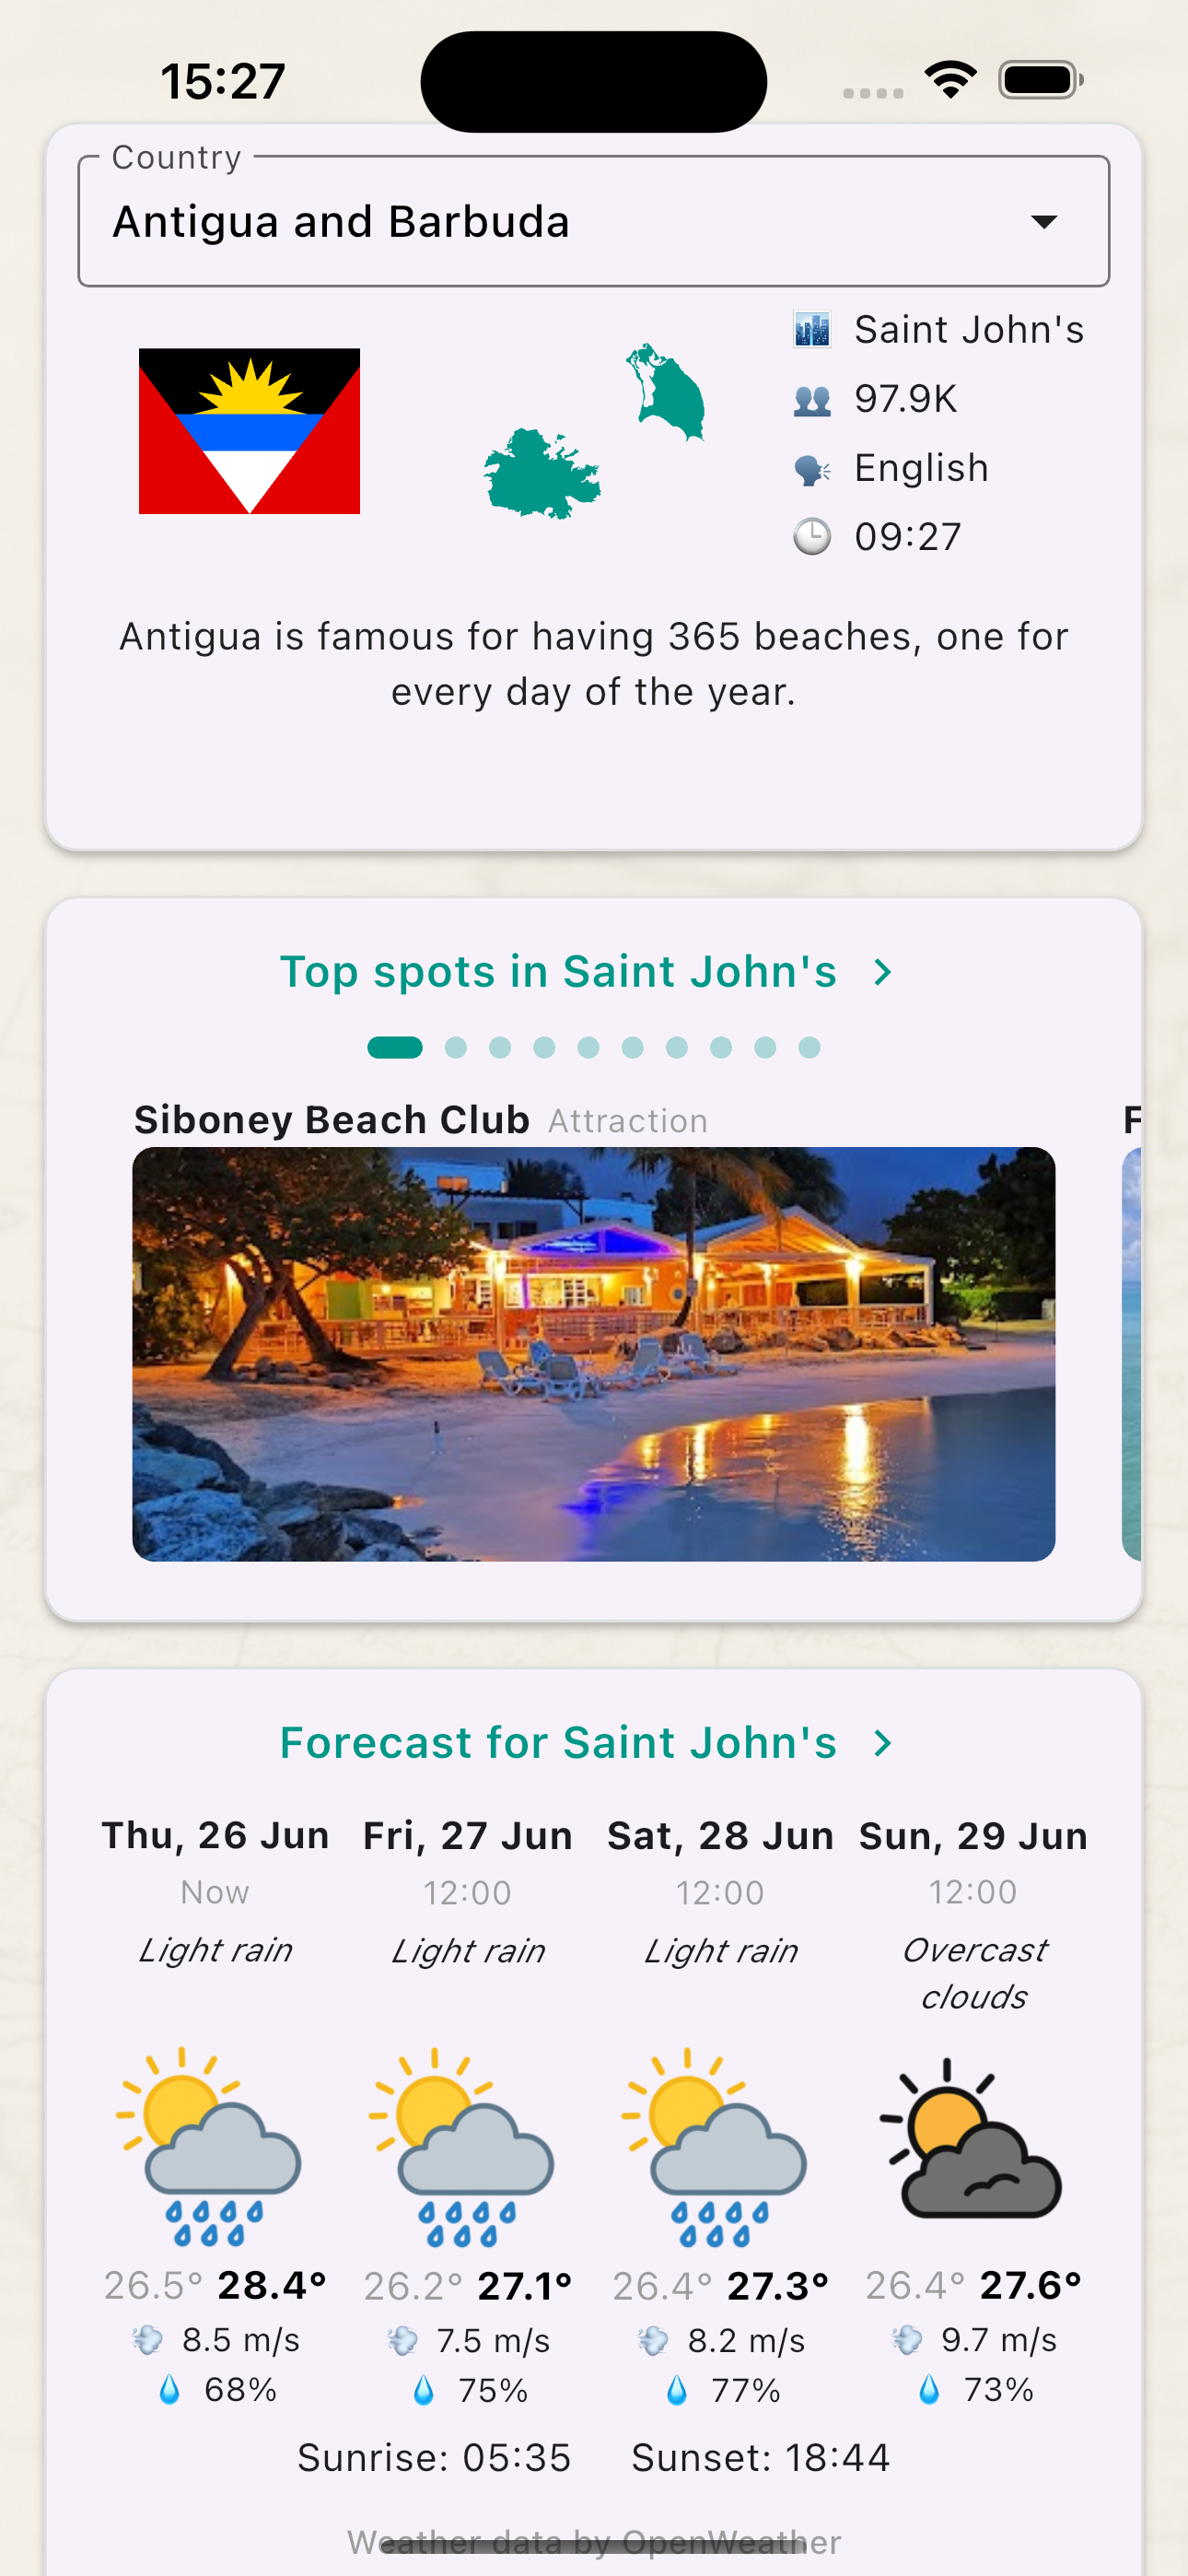 15:27
Country
Antigua and Barbuda
Saint John's
97.9K
English
09:27
Antigua is famous for having 365 beaches, one for
every day of the year.
Top spots in Saint John's
Siboney Beach Club Attraction
F
Forecast for Saint John's
Thu, 26 Jun Fri, 27 Jun Sat, 28 Jun Sun, 29 Jun
Now 12:00 12:00 12:00
Light rain Light rain Light rain Overcast
clouds
26.5° 28.4° 26.2° 27.1° 26.4° 27.3° 26.4° 27.6°
8.5 m/s 7.5 m/s 8.2 m/s 9.7 m/s
68% 75% 77% 73%
Sunrise: 05:35 Sunset: 18:44
Weather data by OpenWeather